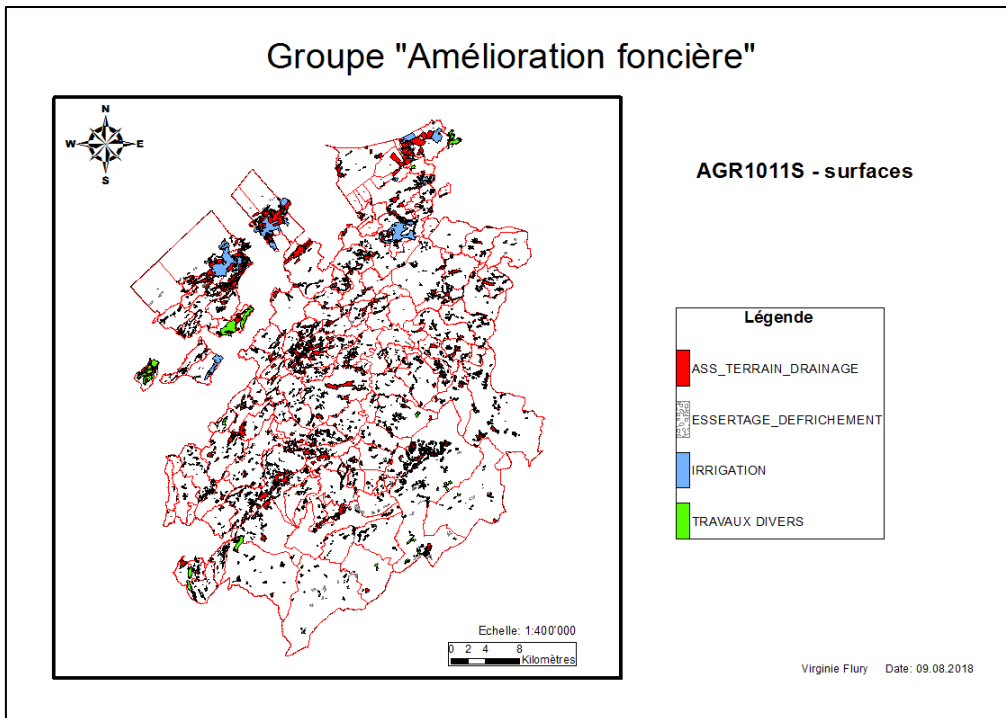 Groupe "Amélioration foncière"
N
W E
S
AGR1011S - surfaces
Légende
ASS_TERRAIN_DRAINAGE
ESSERTAGE_DEFRICHEMENT
IRRIGATION
TRAVAUX DIVERS
Echelle: 1:400'000
0 2 4 8
Kilomètres
Virginie Flury Date: 09.08.2018